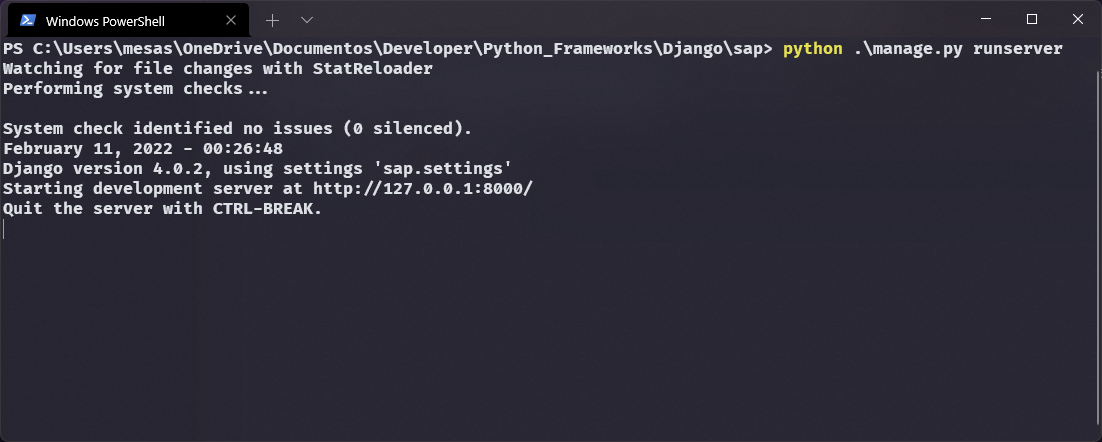 Windows PowerShell
PS C:\Users\mesas\OneDrive\Documentos\Developer\Python_Frameworks\Django\sap> python .\manage.py runserver
Watching for file changes with StatReloader
Performing system checks...
System check identified no issues (0 silenced).
February 11, 2022 - 00:26:48
Django version 4.0.2, using settings 'sap.settings'
Starting development server at http://127.0.0.1:8000/
Quit the server with CTRL-BREAK.